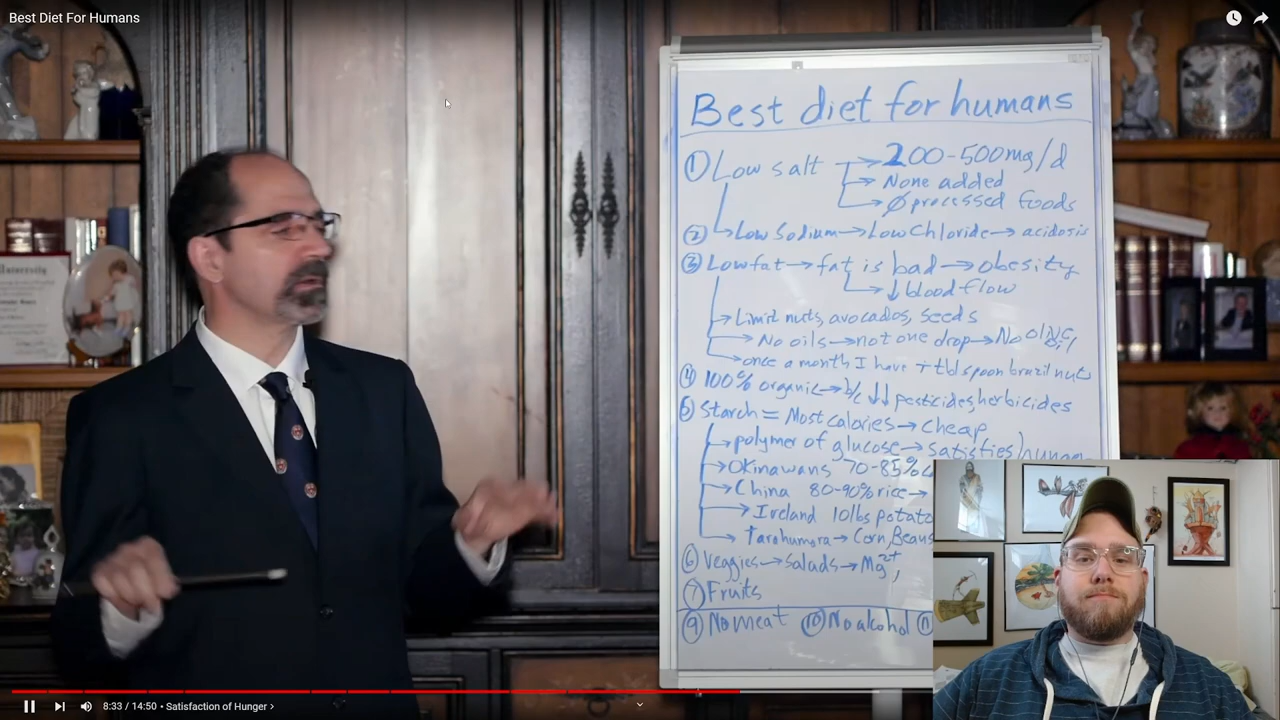 Best Diet For Humans
Best diet for humans
① Low salt → 200-500mg/d
→ None added
→ Ø processed foods
② → Low Sodium → Low Chloride → acidosis
③ Low fat → fat is bad → obesity
→ ↓ blood flow
→ Limit nuts, avocados, seeds
→ No oils → not one drop → No olive oil
→ once a month I have 1 tbl spoon brazil nuts
④ 100% organic → b/c ↓↓ pesticides, herbicides
⑤ Starch = Most calories → cheap
→ polymer of glucose → satisfies hunger
→ Okinawans 70-85%
→ China 80-90% rice →
→ Ireland 10lbs potato
→ Tarahumara → Corn, Beans
⑥ Veggies → Salads → Mg²⁺,
⑦ Fruits
⑨ No meat ⑩ No alcohol ⑪
University
8:33 / 14:50 • Satisfaction of Hunger >